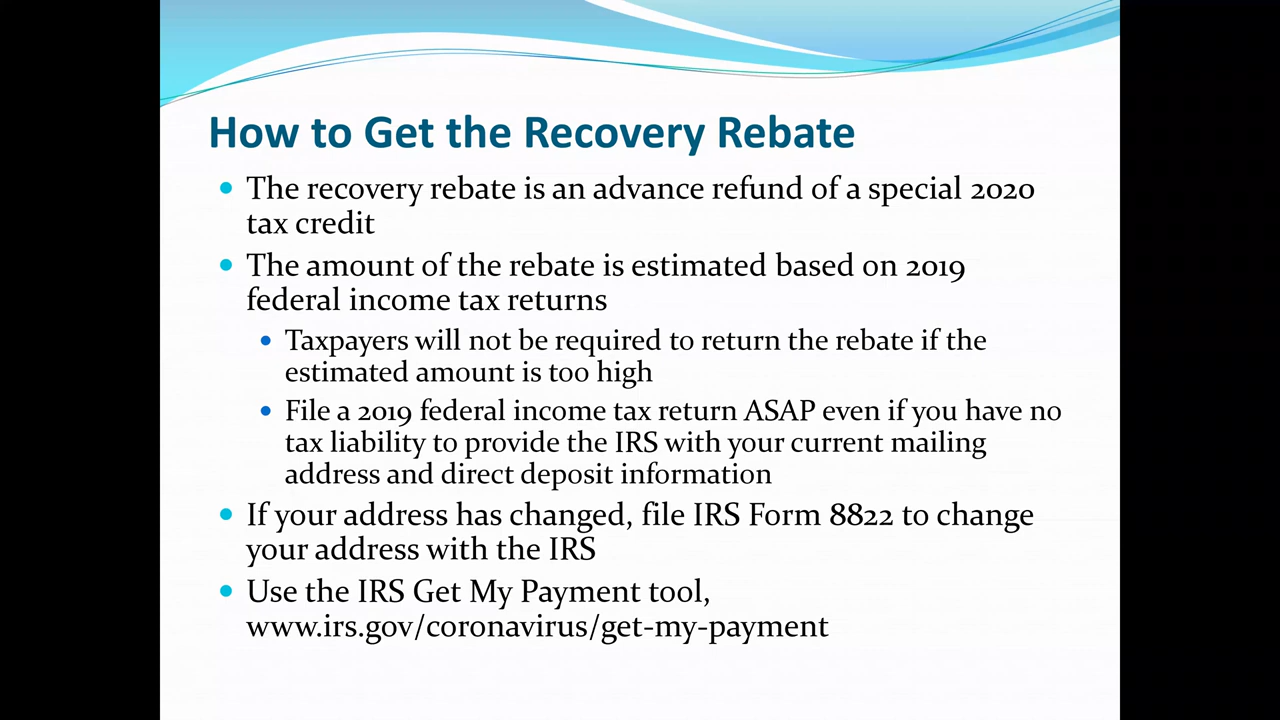 How to Get the Recovery Rebate
The recovery rebate is an advance refund of a special 2020
tax credit
The amount of the rebate is estimated based on 2019
federal income tax returns
Taxpayers will not be required to return the rebate if the
estimated amount is too high
File a 2019 federal income tax return ASAP even if you have no
tax liability to provide the IRS with your current mailing
address and direct deposit information
If your address has changed, file IRS Form 8822 to change
your address with the IRS
Use the IRS Get My Payment tool,
www.irs.gov/coronavirus/get-my-payment